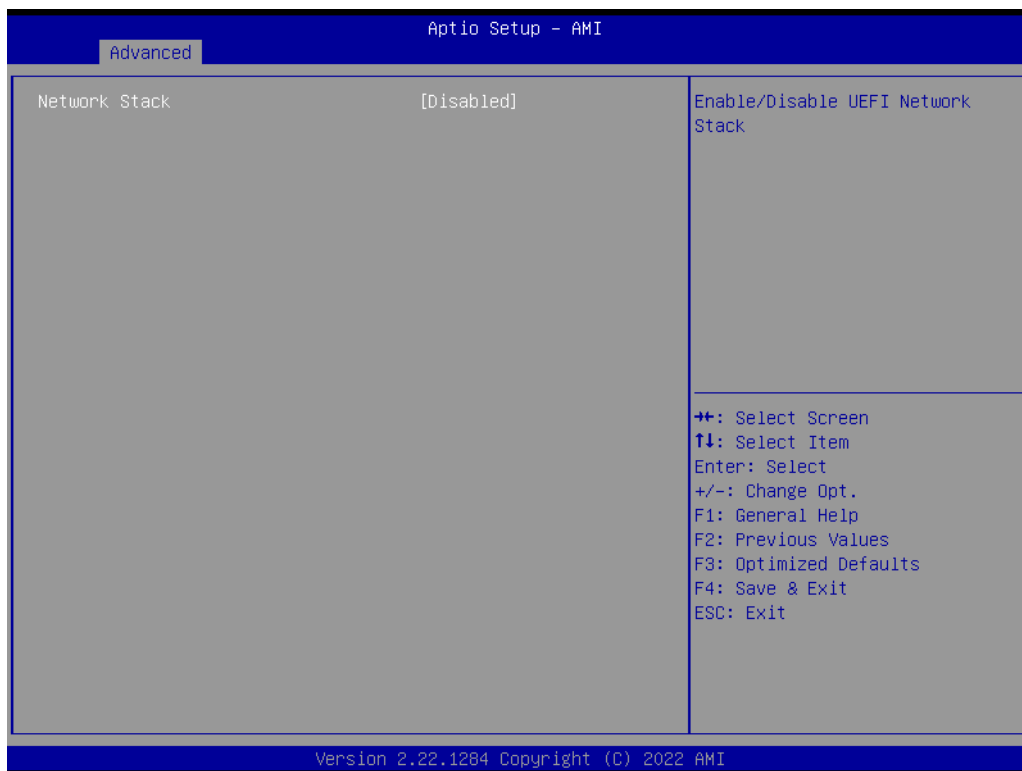 Aptio Setup – AMI
Advanced
Network Stack [Disabled]
Enable/Disable UEFI Network
Stack
→←: Select Screen
↑↓: Select Item
Enter: Select
+/-: Change Opt.
F1: General Help
F2: Previous Values
F3: Optimized Defaults
F4: Save & Exit
ESC: Exit
Version 2.22.1284 Copyright (C) 2022 AMI